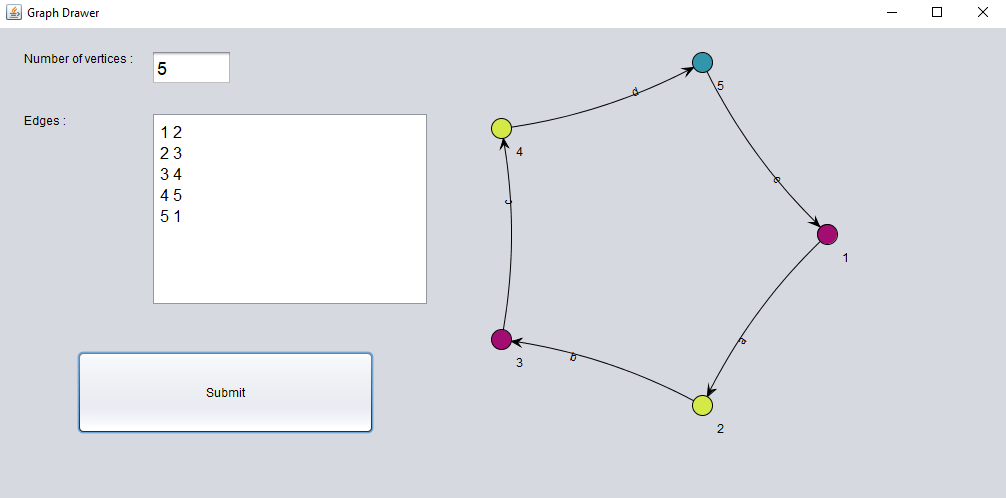 Graph Drawer
Number of vertices :
5
Edges :
1 2
2 3
3 4
4 5
5 1
Submit
5
d
4
e
c
1
a
3
b
2